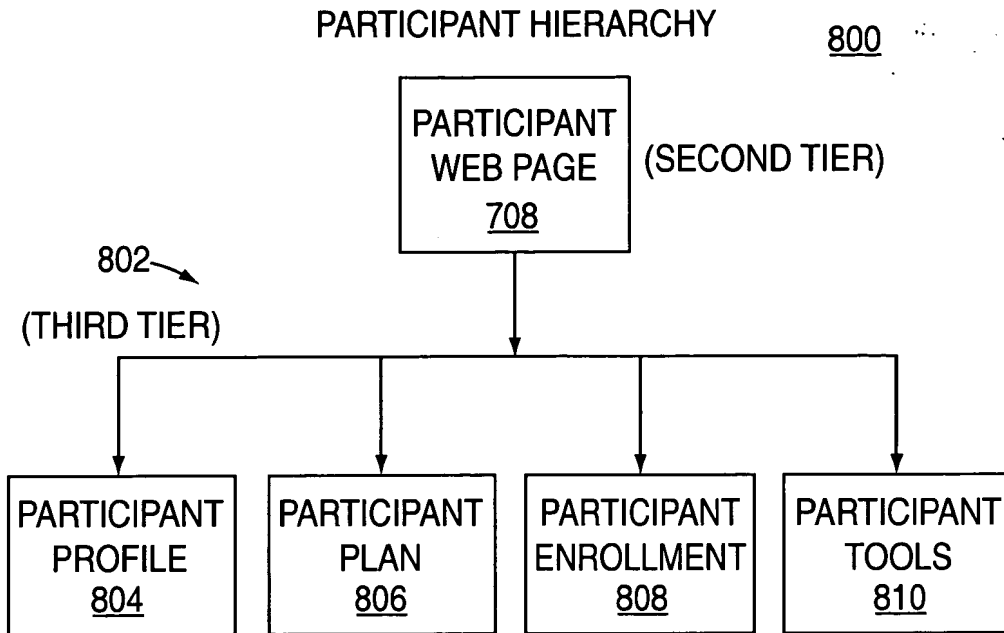 PARTICIPANT HIERARCHY
800
PARTICIPANT
WEB PAGE
708
(SECOND TIER)
802
(THIRD TIER)
PARTICIPANT
PROFILE
804
PARTICIPANT
PLAN
806
PARTICIPANT
ENROLLMENT
808
PARTICIPANT
TOOLS
810